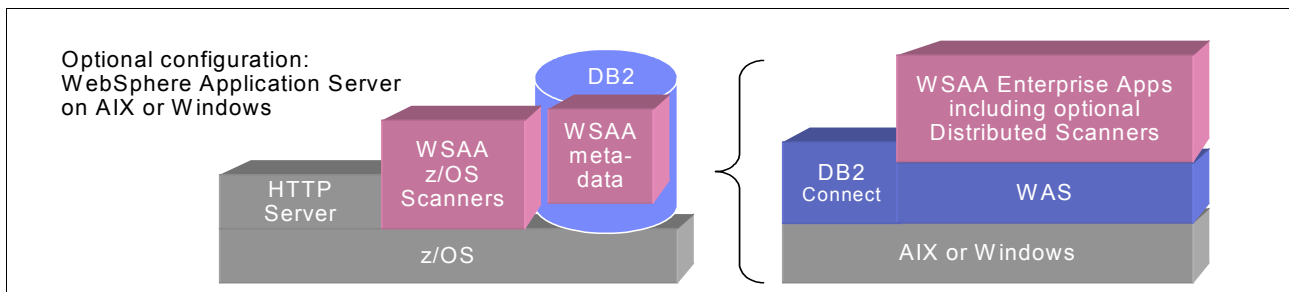 Optional configuration:
WebSphere Application Server
on AIX or Windows
HTTP
Server
WSAA
z/OS
Scanners
DB2
WSAA
meta-
data
z/OS
WSAA Enterprise Apps
including optional
Distributed Scanners
DB2
Connect
WAS
AIX or Windows